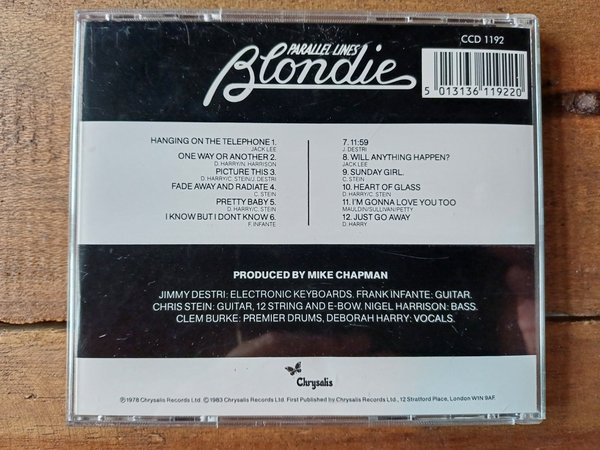 CCD 1192
PARALLEL LINES
Blondie
5 013136 119220
HANGING ON THE TELEPHONE 1.
JACK LEE
ONE WAY OR ANOTHER 2.
D. HARRY/N. HARRISON
PICTURE THIS 3.
D. HARRY/C. STEIN/J. DESTRI
FADE AWAY AND RADIATE 4.
C. STEIN
PRETTY BABY 5.
D. HARRY/C. STEIN
I KNOW BUT I DONT KNOW 6.
F. INFANTE
7. 11:59
J. DESTRI
8. WILL ANYTHING HAPPEN?
JACK LEE
9. SUNDAY GIRL.
C. STEIN
10. HEART OF GLASS
D. HARRY/C. STEIN
11. I'M GONNA LOVE YOU TOO
MAULDIN/SULLIVAN/PETTY
12. JUST GO AWAY
D. HARRY
PRODUCED BY MIKE CHAPMAN
JIMMY DESTRI: ELECTRONIC KEYBOARDS. FRANK INFANTE: GUITAR.
CHRIS STEIN: GUITAR, 12 STRING AND E-BOW. NIGEL HARRISON: BASS.
CLEM BURKE: PREMIER DRUMS, DEBORAH HARRY: VOCALS.
Chrysalis
℗1978 Chrysalis Records Ltd. ©1983 Chrysalis Records Ltd. First Published by Chrysalis Records Ltd., 12 Stratford Place, London W1N 9AF